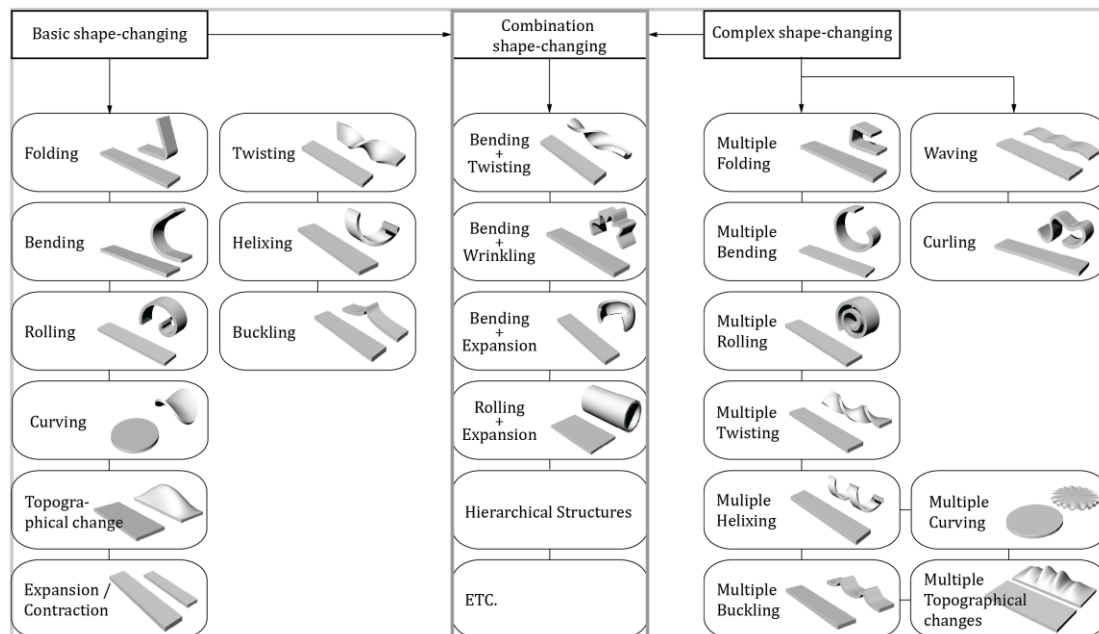 Basic shape-changing
Combination
shape-changing
Complex shape-changing
Folding
Bending
Rolling
Curving
Topogra-
phical change
Expansion /
Contraction
Twisting
Helixing
Buckling
Bending
+
Twisting
Bending
+
Wrinkling
Bending
+
Expansion
Rolling
+
Expansion
Hierarchical Structures
ETC.
Multiple
Folding
Multiple
Bending
Multiple
Rolling
Multiple
Twisting
Muliple
Helixing
Multiple
Buckling
Waving
Curling
Multiple
Curving
Multiple
Topographical
changes